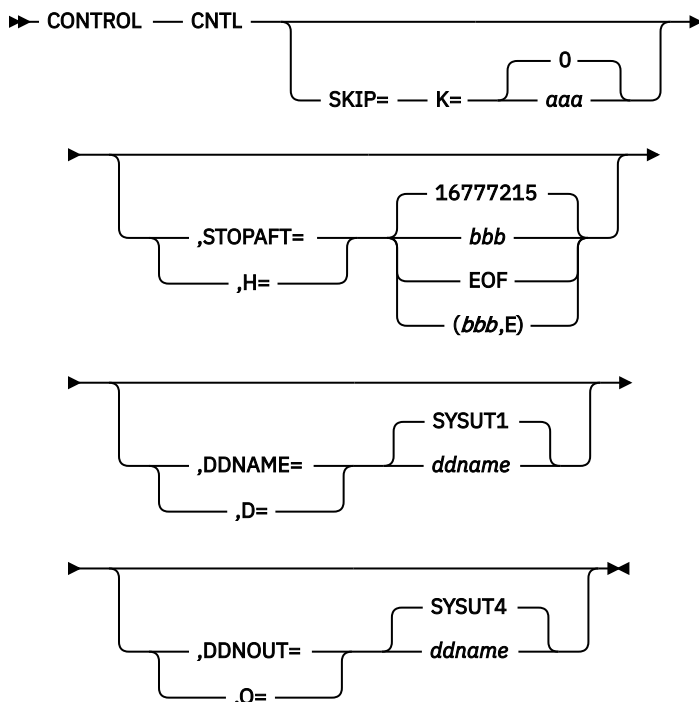 CONTROL CNTL
0
SKIP= K= aaa
16777215
,STOPAFT= bbb
,H= EOF
(bbb,E)
SYSUT1
,DDNAME= ddname
,D=
SYSUT4
,DDNOUT= ddname
,O=